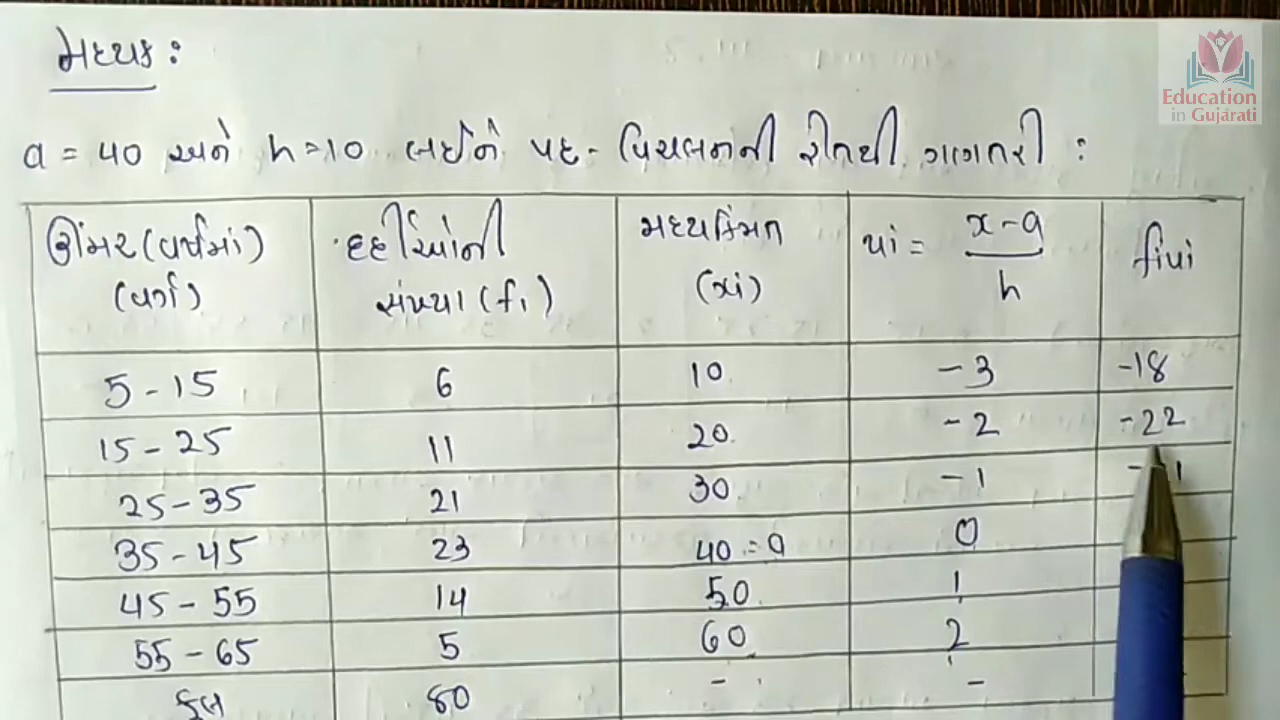 મધ્યક :
Education
in Gujarati
a = 40 અને h = 10 લઈને પદ - વિચલનની રીતથી ગણતરી :
ઉંમર (વર્ષમાં) (વર્ગ) દર્દીઓની સંખ્યા (f₁) મધ્યકિંમત (xi) ui = x - a / h fiui
5 - 15 6 10 - 3 -18
15 - 25 11 20 - 2 -22
25 - 35 21 30 - 1
35 - 45 23 40 = a 0
45 - 55 14 50 1
55 - 65 5 60 2
કુલ 80 - -